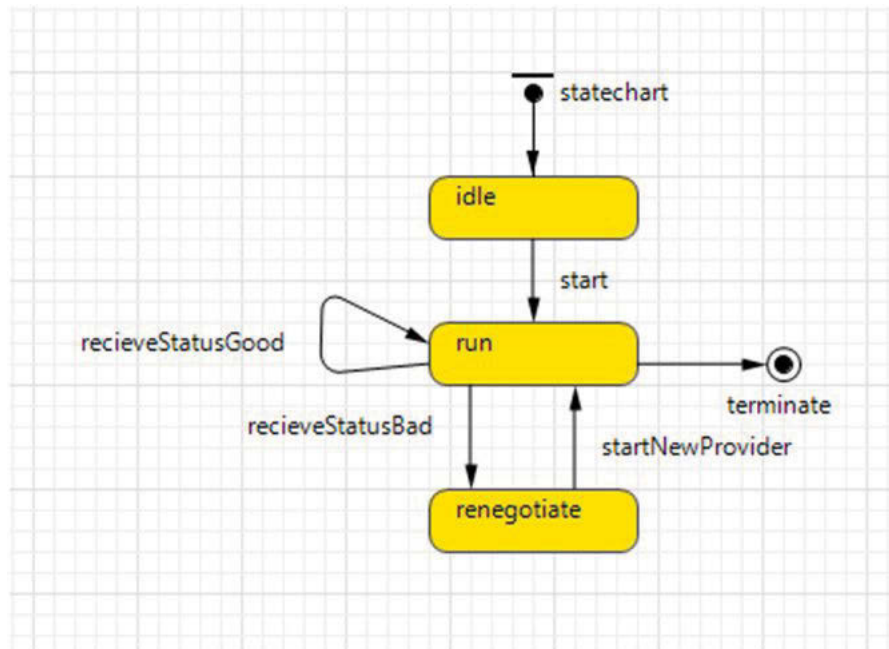 statechart
idle
start
recieveStatusGood
run
terminate
recieveStatusBad
startNewProvider
renegotiate